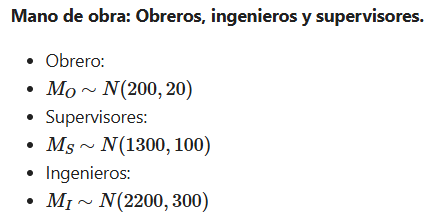 Mano de obra: Obreros, ingenieros y supervisores.
• Obrero:
• M_O ∼ N(200, 20)
• Supervisores:
• M_S ∼ N(1300, 100)
• Ingenieros:
• M_I ∼ N(2200, 300)